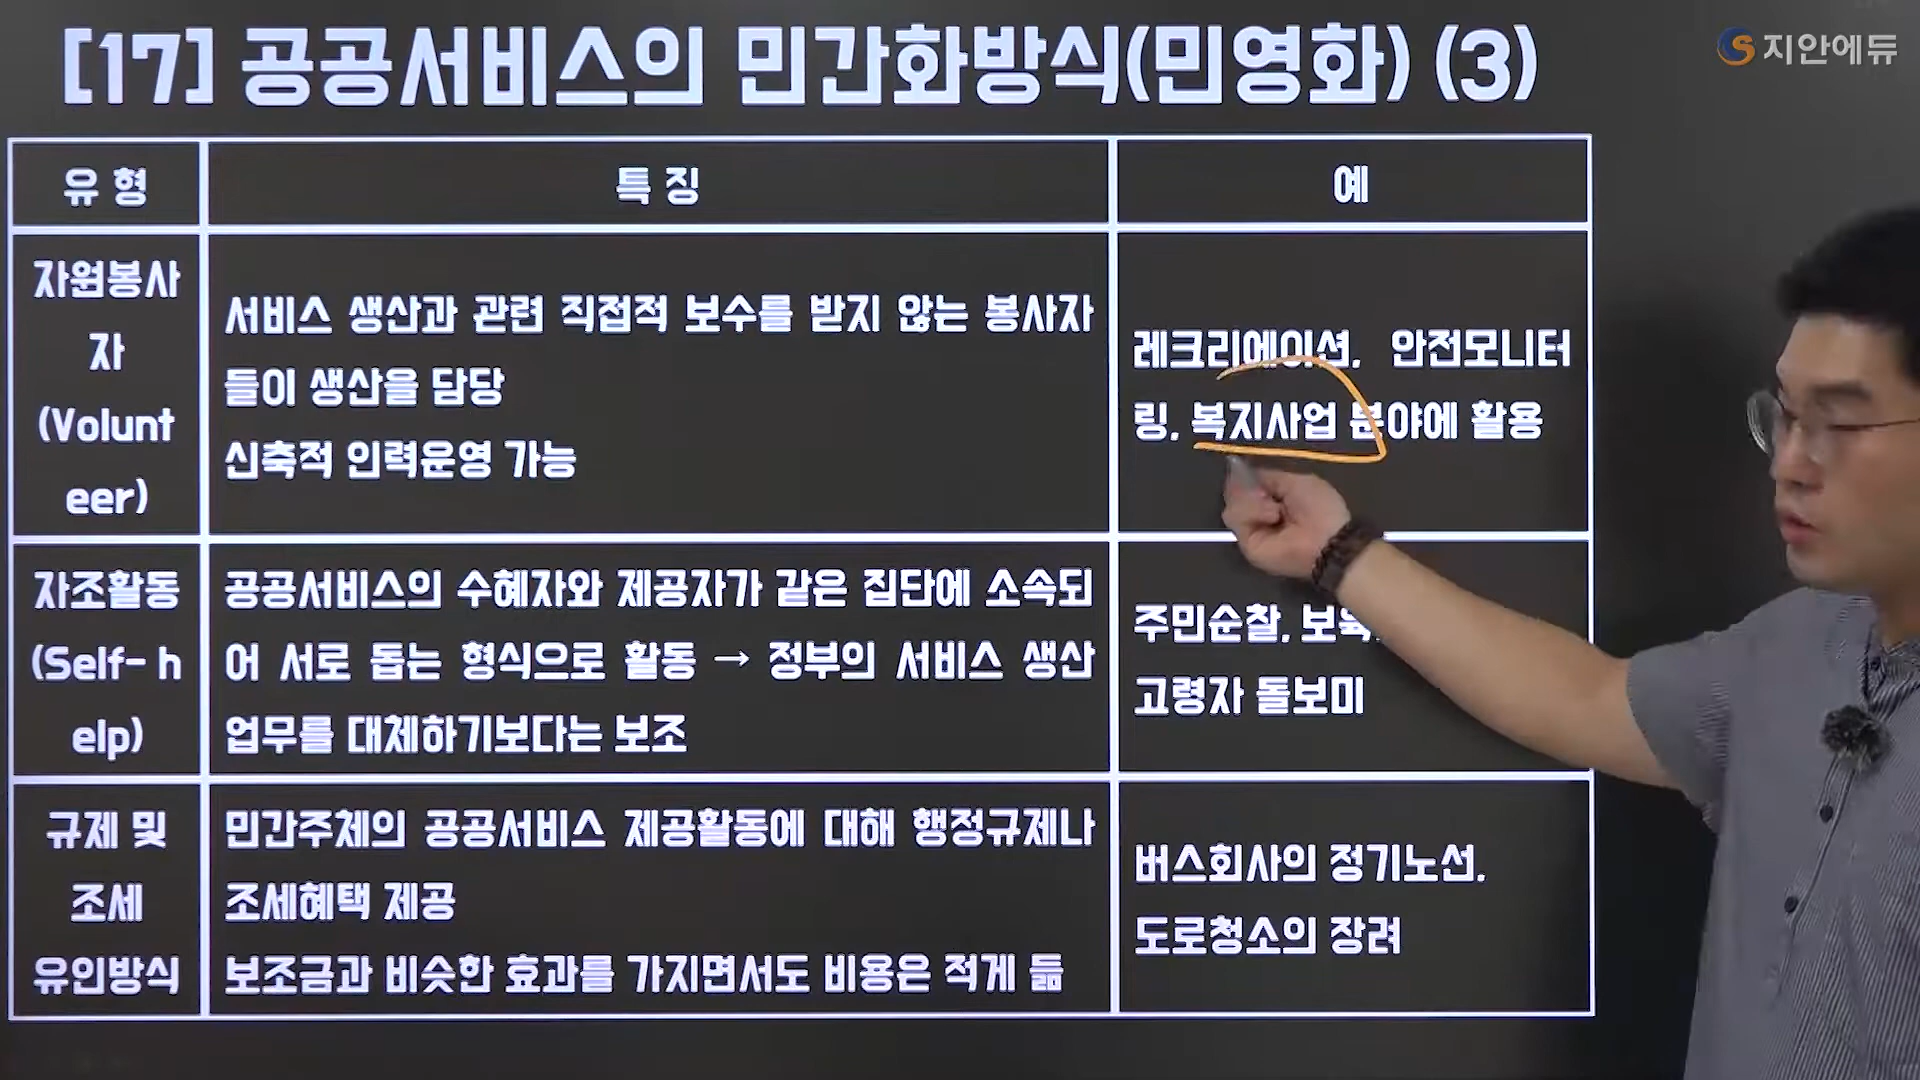 [17] 공공서비스의 민간화방식(민영화) (3)
지안에듀
유 형
특 징
예
자원봉사
자
(Volunt
eer)
서비스 생산과 관련 직접적 보수를 받지 않는 봉사자
들이 생산을 담당
신축적 인력운영 가능
레크리에이션, 안전모니터
링, 복지사업 분야에 활용
자조활동
(Self- h
elp)
공공서비스의 수혜자와 제공자가 같은 집단에 소속되
어 서로 돕는 형식으로 활동 → 정부의 서비스 생산
업무를 대체하기보다는 보조
주민순찰, 보육,
고령자 돌보미
규제 및
조세
유인방식
민간주체의 공공서비스 제공활동에 대해 행정규제나
조세혜택 제공
보조금과 비슷한 효과를 가지면서도 비용은 적게 듦
버스회사의 정기노선,
도로청소의 장려